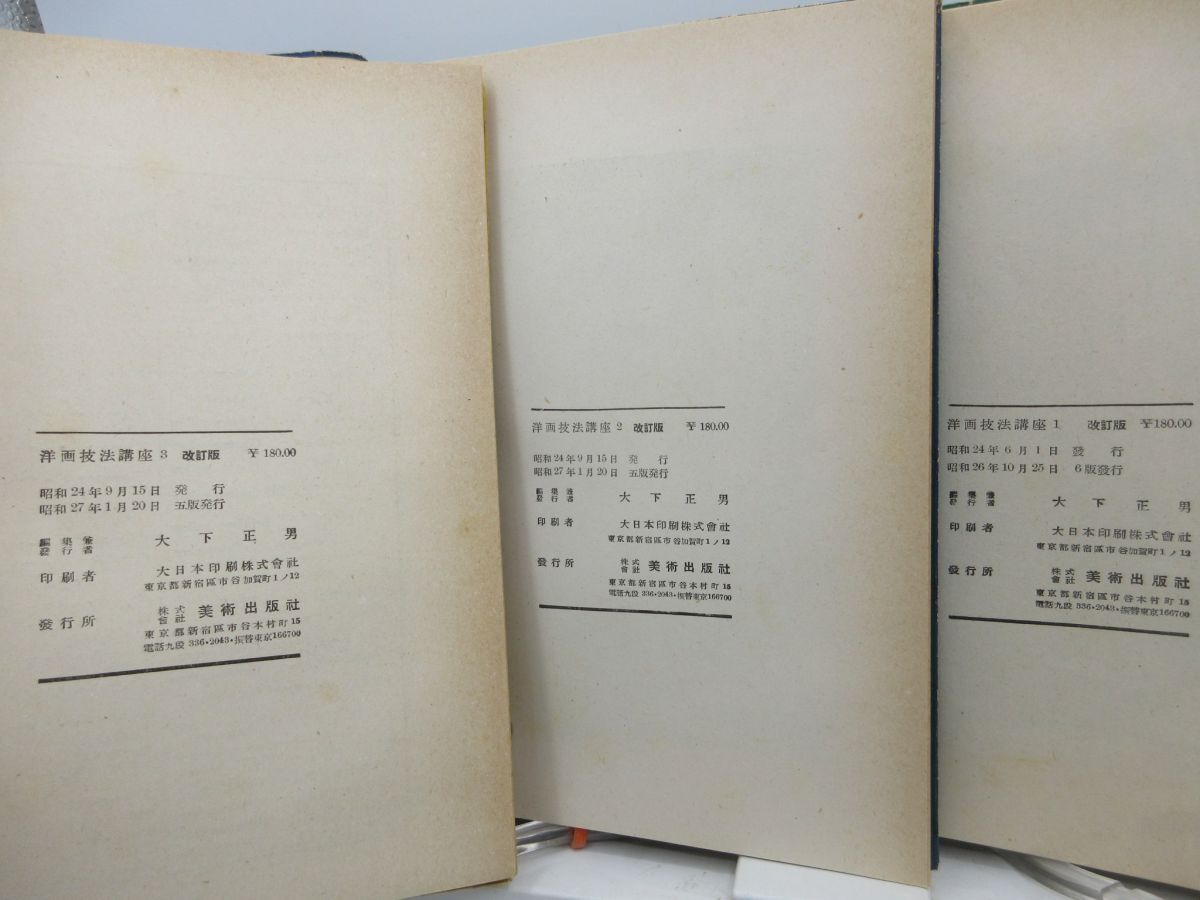 洋画技法講座 3 改訂版 ¥180.00
昭和24年9月15日 発行
昭和27年1月20日 五版発行
編集兼
發行者 大下正男
印刷者 大日本印刷株式會社
東京都新宿區市谷加賀町1ノ12
發行所 株式
會社 美術出版社
東京都新宿區市谷本村町15
電話九段 336・2043・振替東京166700
洋画技法講座 2 改訂版 ¥180.00
昭和24年9月15日 発行
昭和27年1月20日 五版発行
編集兼
發行者 大下正男
印刷者 大日本印刷株式會社
東京都新宿區市谷加賀町1ノ12
發行所 株式
會社 美術出版社
東京都新宿區市谷本村町15
電話九段 336・2043・振替東京166700
洋画技法講座 1 改訂版 ¥180.00
昭和24年6月1日 發行
昭和26年10月25日 6版發行
編集兼
發行者 大下正男
印刷者 大日本印刷株式會社
東京都新宿區市谷加賀町1ノ12
發行所 株式
會社 美術出版社
東京都新宿區市谷本村町15
電話九段 336・2043・振替東京166700